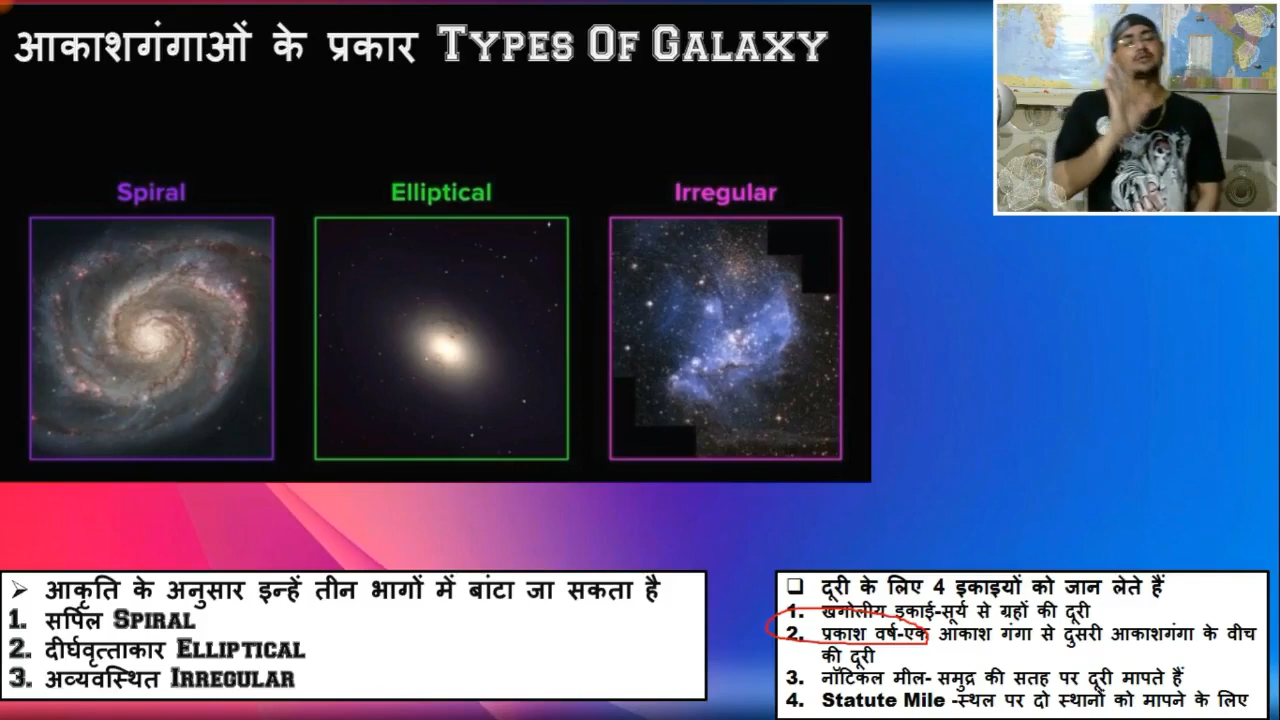 आकाशगंगाओं के प्रकार TYPES OF GALAXY
Spiral
Elliptical
Irregular
➢ आकृति के अनुसार इन्हें तीन भागों में बांटा जा सकता है
1. सर्पिल SPIRAL
2. दीर्घवृत्ताकार ELLIPTICAL
3. अव्यवस्थित IRREGULAR
❑ दूरी के लिए 4 इकाइयों को जान लेते हैं
1. खगोलीय इकाई-सूर्य से ग्रहों की दूरी
2. प्रकाश वर्ष-एक आकाश गंगा से दुसरी आकाशगंगा के वीच
की दूरी
3. नॉटिकल मील- समुद्र की सतह पर दूरी मापते हैं
4. Statute Mile -स्थल पर दो स्थानों को मापने के लिए